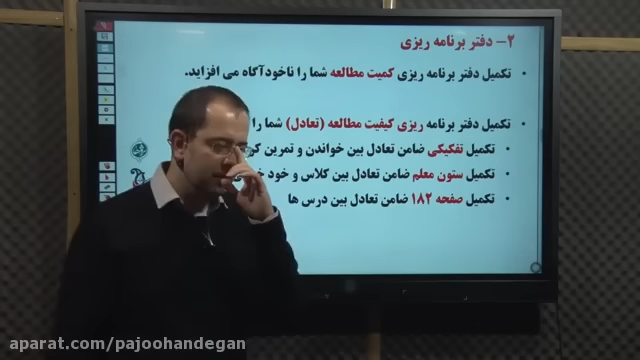 ۲- دفتر برنامه ریزی
• تکمیل دفتر برنامه ریزی کمیت مطالعه شما را ناخودآگاه می افزاید.
• تکمیل دفتر برنامه ریزی کیفیت مطالعه (تعادل) شما را
• تکمیل تفکیکی ضامن تعادل بین خواندن و تمرین
• تکمیل ستون معلم ضامن تعادل بین کلاس و خود
• تکمیل صفحه ۱۸۲ ضامن تعادل بین درس ها
aparat.com/pajoohandegan